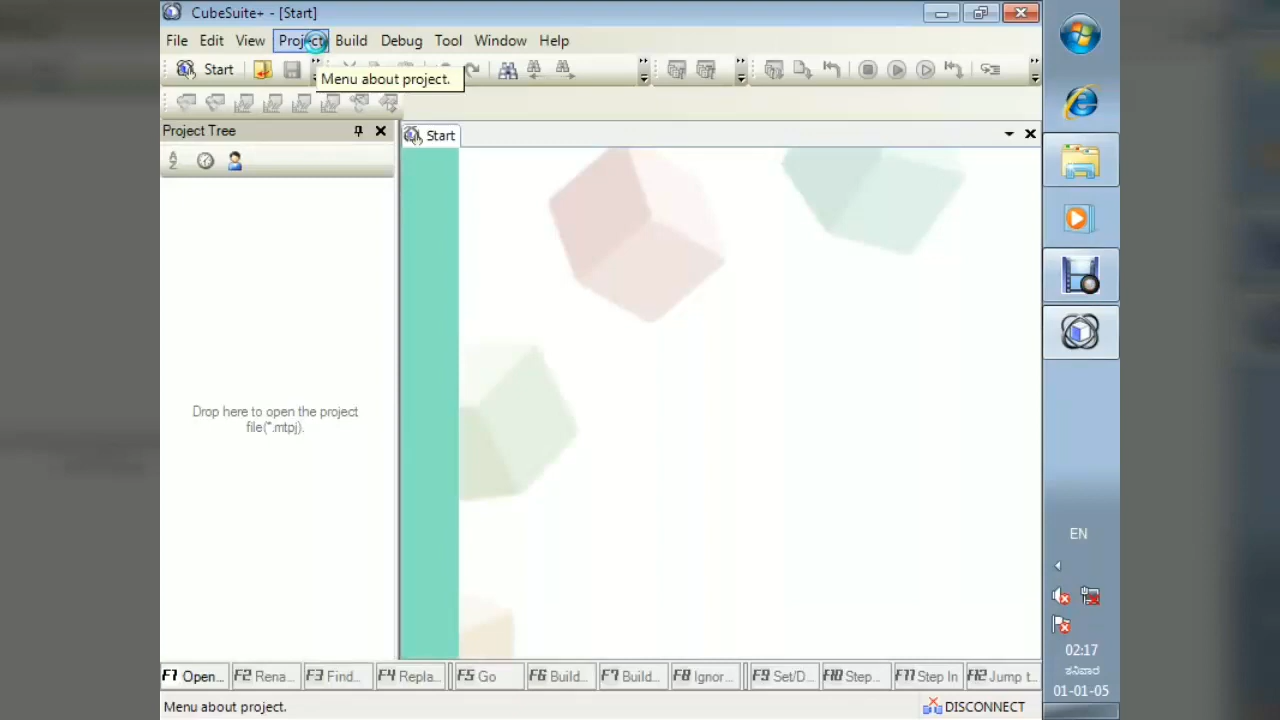 CubeSuite+ - [Start]
File Edit View Project Build Debug Tool Window Help
Start
Menu about project.
Project Tree
Start
Drop here to open the project
file(*.mtpj).
EN
02:17
ಶನಿವಾರ
01-01-05
F1 Open... F2 Rena... F3 Find... F4 Repla... F5 Go F6 Build... F7 Build... F8 Ignor... F9 Set/D... F10 Step... F11 Step In F12 Jump t...
Menu about project.
DISCONNECT